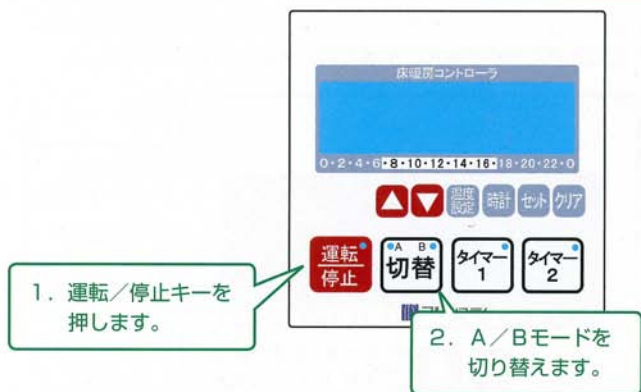 床暖房コントローラ
0・2・4・6・8・10・12・14・16・18・20・22・0
温度
設定
時計
セット
クリア
運転
停止
A B
切替
タイマー
1
タイマー
2
1. 運転／停止キーを
押します。
2. A／Bモードを
切り替えます。